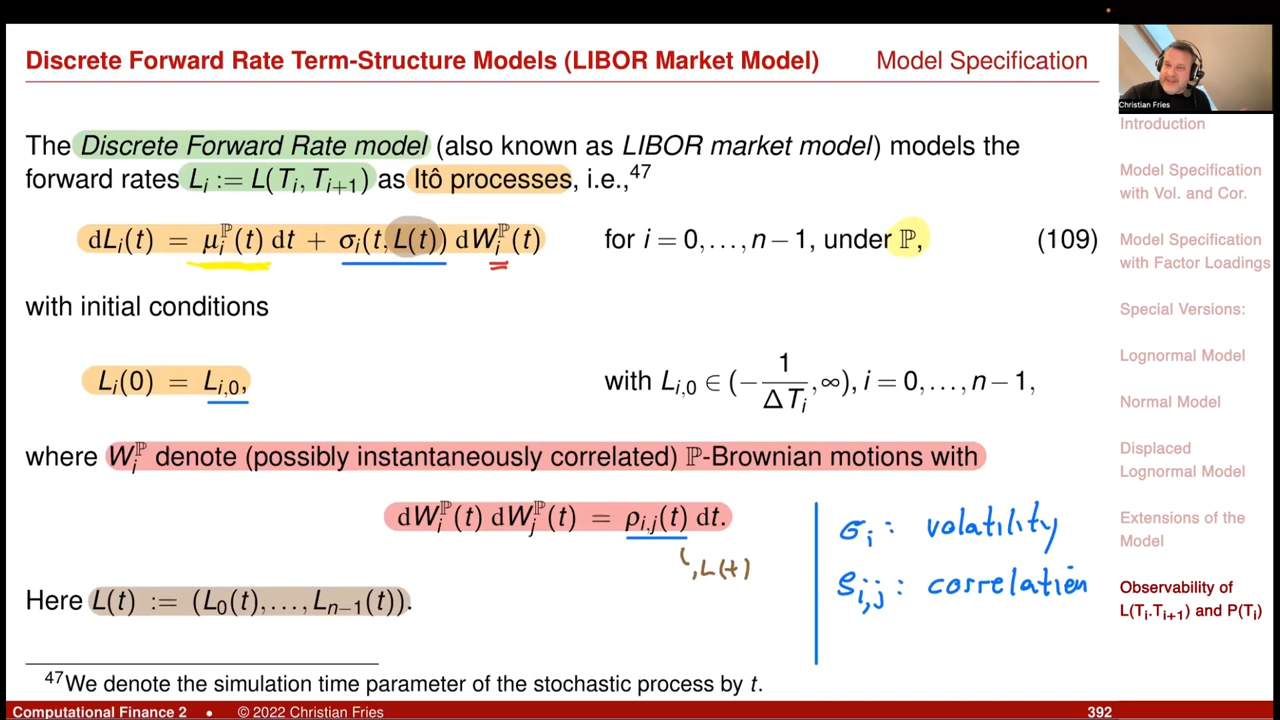 Discrete Forward Rate Term-Structure Models (LIBOR Market Model) Model Specification
Christian Fries
The Discrete Forward Rate model (also known as LIBOR market model) models the
forward rates Lᵢ := L(Tᵢ, Tᵢ₊₁) as Itô processes, i.e.,⁴⁷
dLᵢ(t) = μᵢ^ℙ(t) dt + σᵢ(t, L(t)) dWᵢ^ℙ(t) for i = 0, . . . , n − 1, under ℙ, (109)
with initial conditions
Lᵢ(0) = Lᵢ,₀, with Lᵢ,₀ ∈ (−1/ΔTᵢ, ∞), i = 0, . . . , n − 1,
where Wᵢ^ℙ denote (possibly instantaneously correlated) ℙ-Brownian motions with
dWᵢ^ℙ(t) dWⱼ^ℙ(t) = ρᵢ,ⱼ(t) dt.
, L(t)
σᵢ : volatility
ρᵢ,ⱼ : correlation
Here L(t) := (L₀(t), . . . , Lₙ₋₁(t)).
⁴⁷We denote the simulation time parameter of the stochastic process by t.
Introduction
Model Specification
with Vol. and Cor.
Model Specification
with Factor Loadings
Special Versions:
Lognormal Model
Normal Model
Displaced
Lognormal Model
Extensions of the
Model
Observability of
L(Tᵢ.Tᵢ₊₁) and P(Tᵢ)
Computational Finance 2 • © 2022 Christian Fries 392